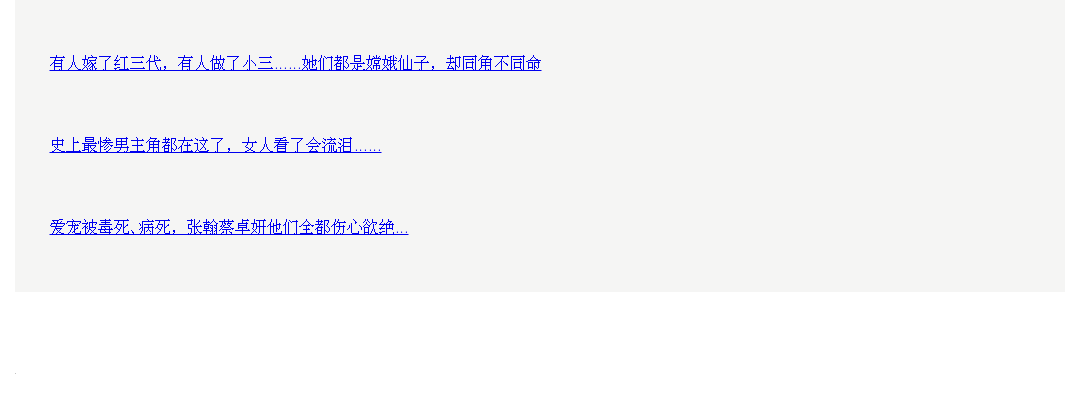 有人嫁了红三代，有人做了小三……她们都是嫦娥仙子，却同角不同命
史上最惨男主角都在这了，女人看了会流泪……
爱宠被毒死､病死，张翰蔡卓妍他们全都伤心欲绝...